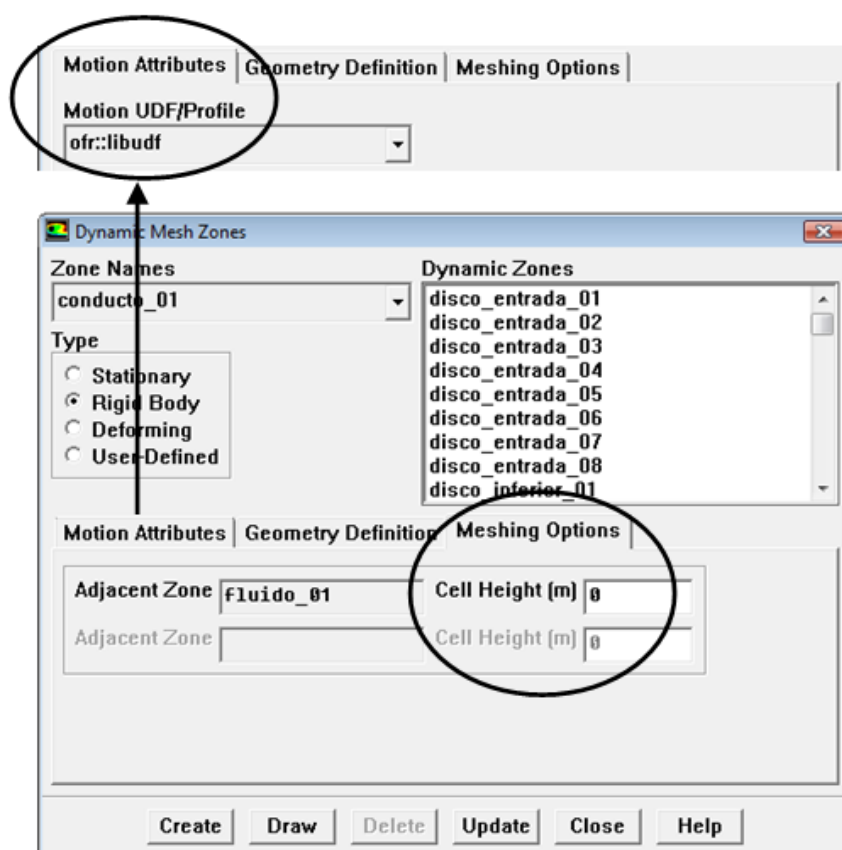 Motion Attributes Geometry Definition Meshing Options
Motion UDF/Profile
ofr::libudf
Dynamic Mesh Zones
Zone Names
conducto_01
Type
Stationary
Rigid Body
Deforming
User-Defined
Dynamic Zones
disco_entrada_01
disco_entrada_02
disco_entrada_03
disco_entrada_04
disco_entrada_05
disco_entrada_06
disco_entrada_07
disco_entrada_08
disco_inferior_01
Motion Attributes Geometry Definition Meshing Options
Adjacent Zone fluido_01 Cell Height (m) 0
Adjacent Zone Cell Height (m) 0
Create Draw Delete Update Close Help